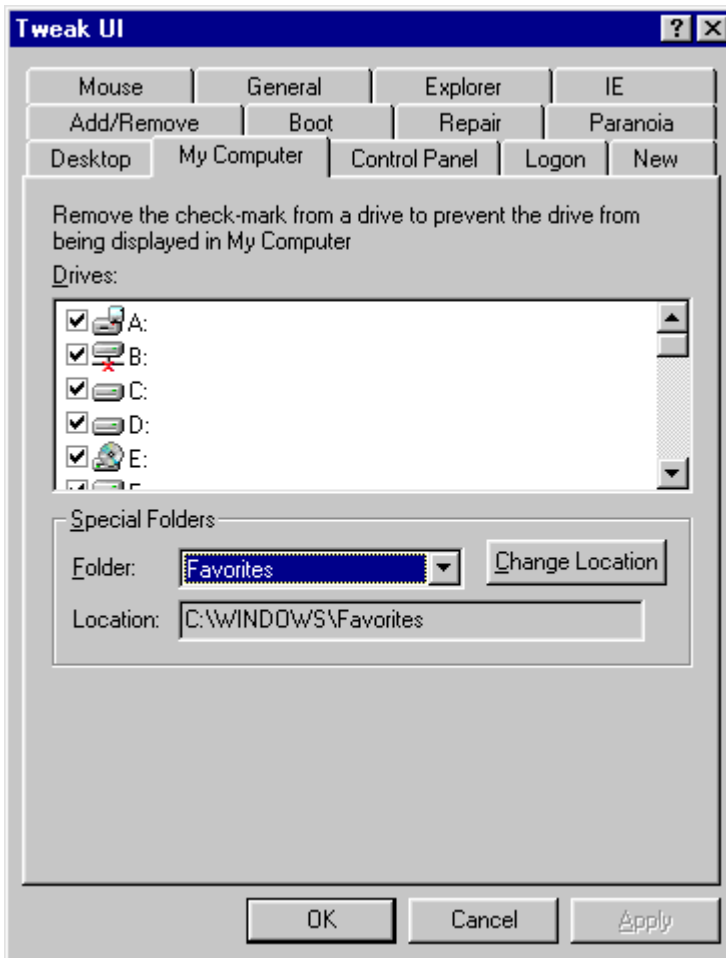 Tweak UI
Mouse General Explorer IE
Add/Remove Boot Repair Paranoia
Desktop My Computer Control Panel Logon New
Remove the check-mark from a drive to prevent the drive from
being displayed in My Computer
Drives:
A:
B:
C:
D:
E:
Special Folders
Folder: Favorites Change Location
Location: C:\WINDOWS\Favorites
OK Cancel Apply